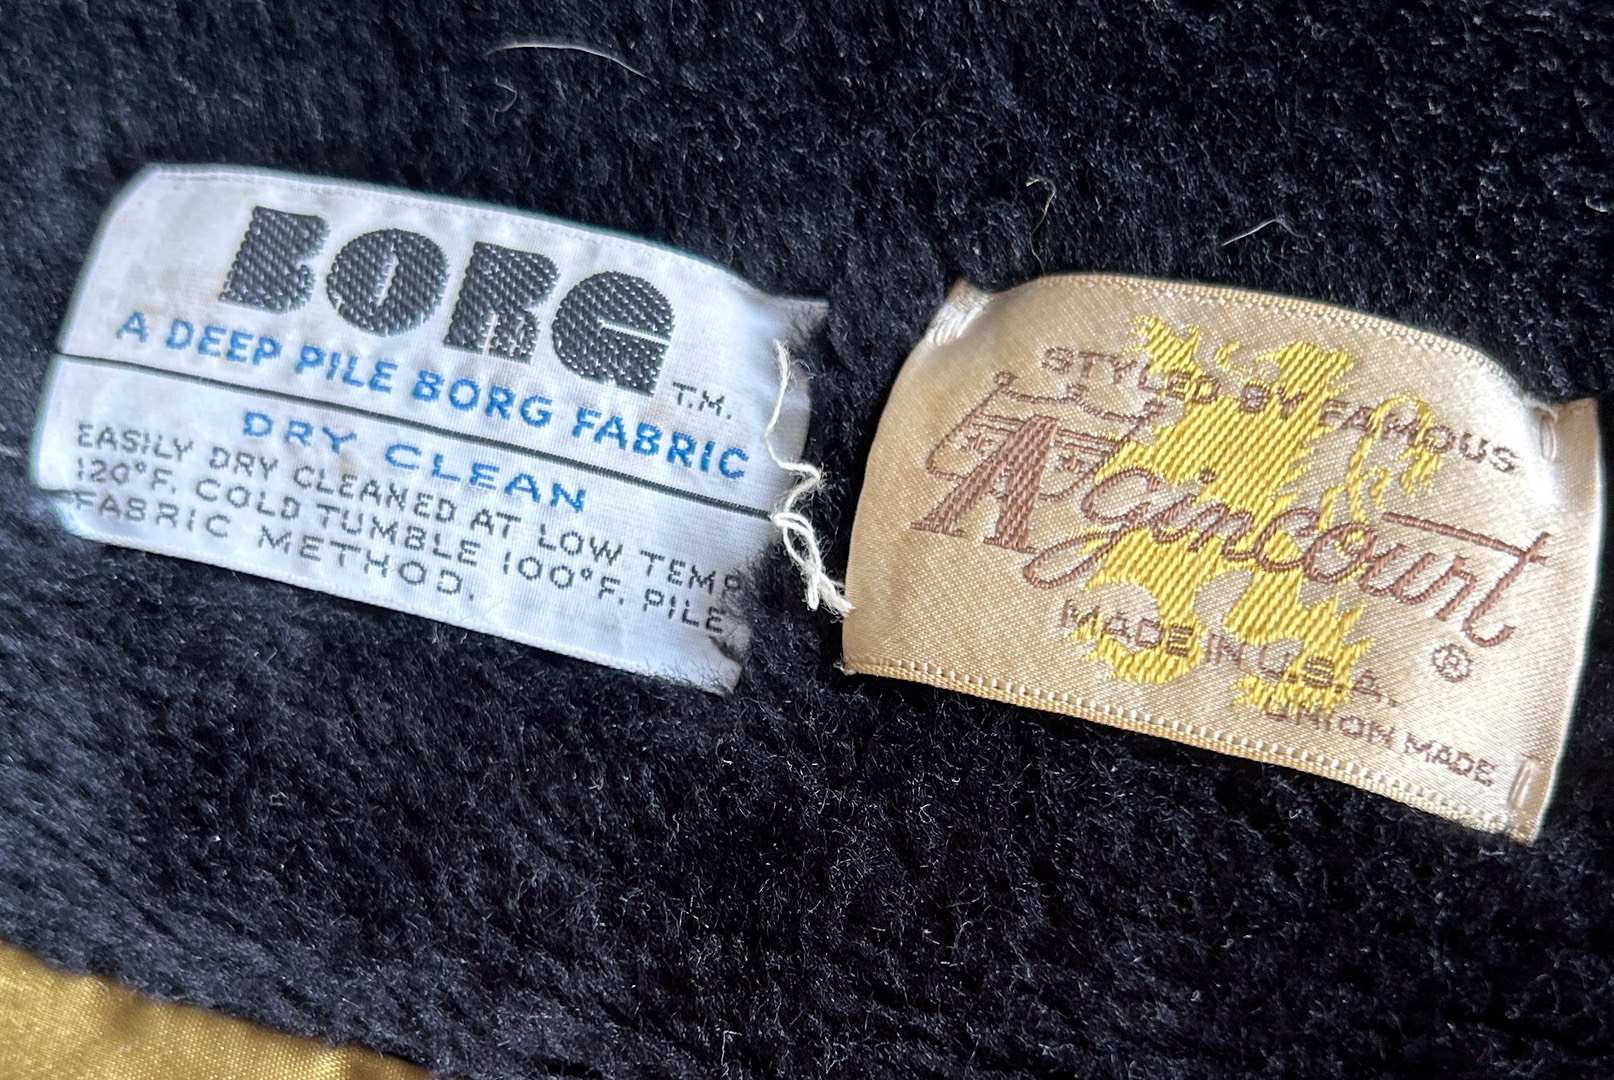 BORG
T.M.
A DEEP PILE BORG FABRIC
DRY CLEAN
EASILY DRY CLEANED AT LOW TEMP
120°F. COLD TUMBLE 100°F. PILE
FABRIC METHOD.
STYLED BY FAMOUS
Agincourt
®
MADE IN U.S.A.
UNION MADE